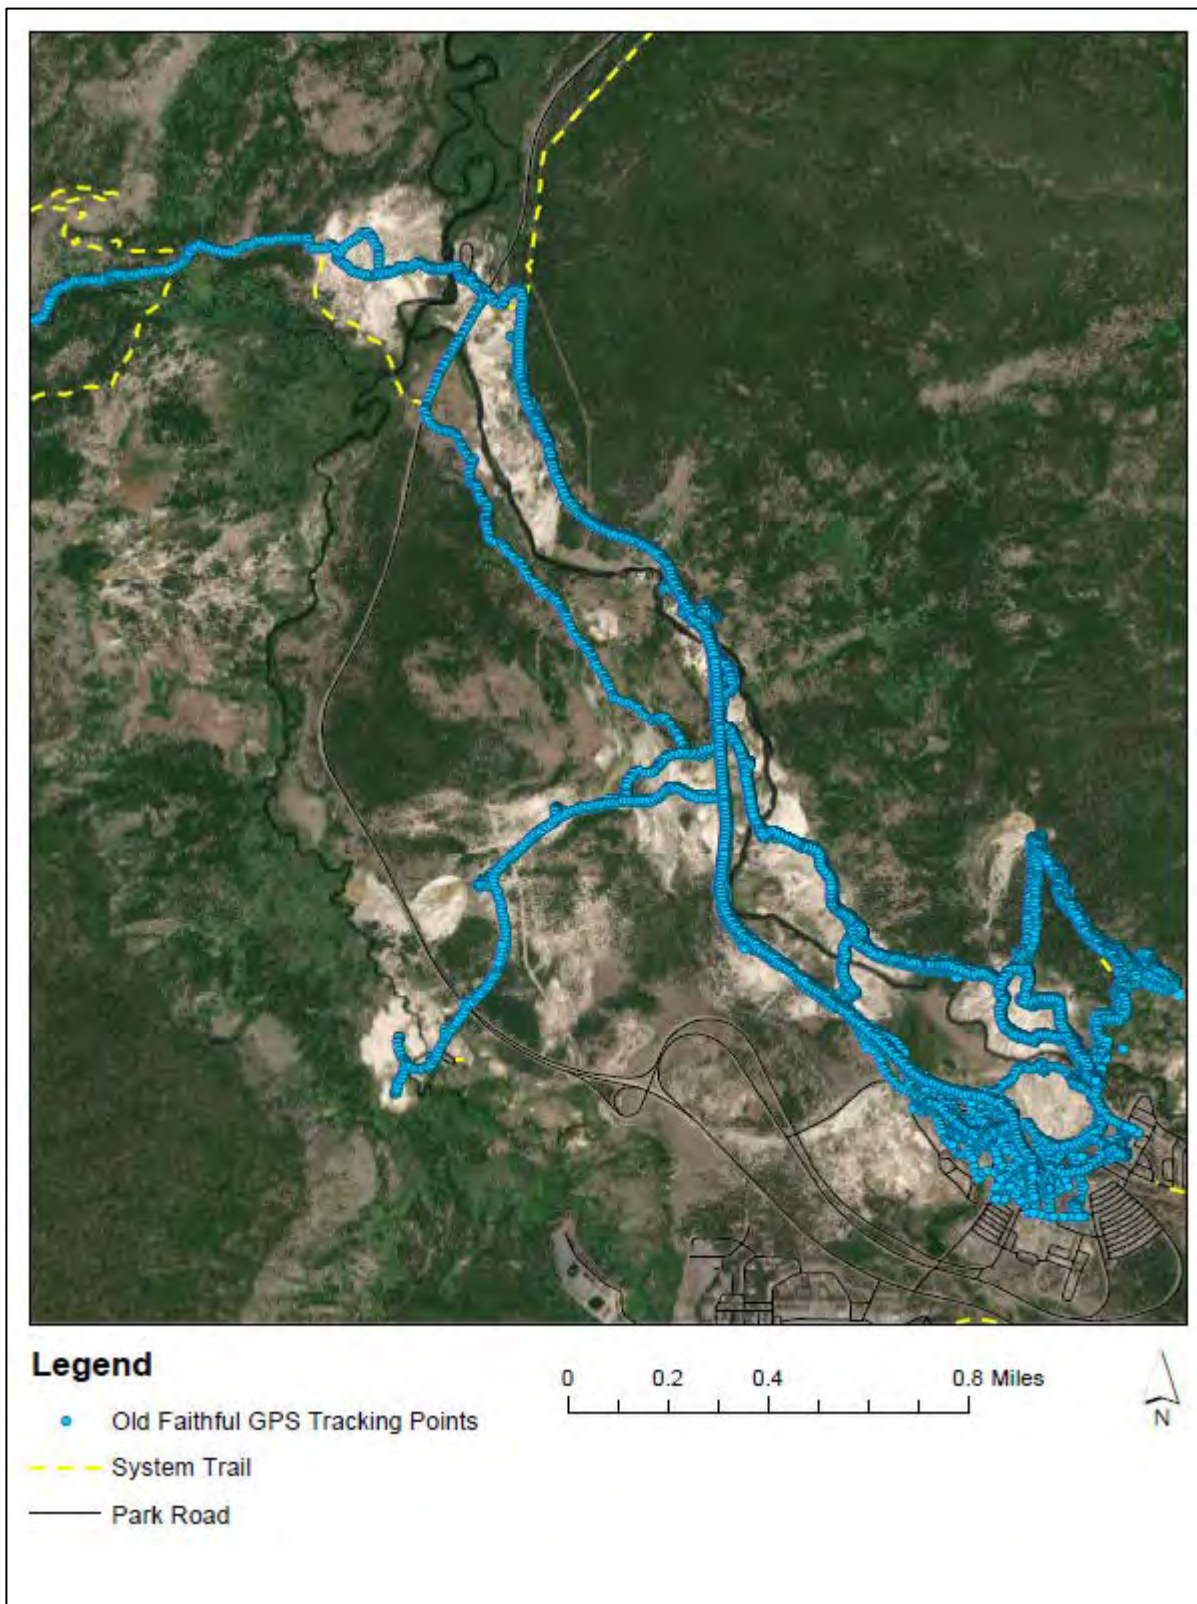 Legend
Old Faithful GPS Tracking Points
System Trail
Park Road
0 0.2 0.4 0.8 Miles
N